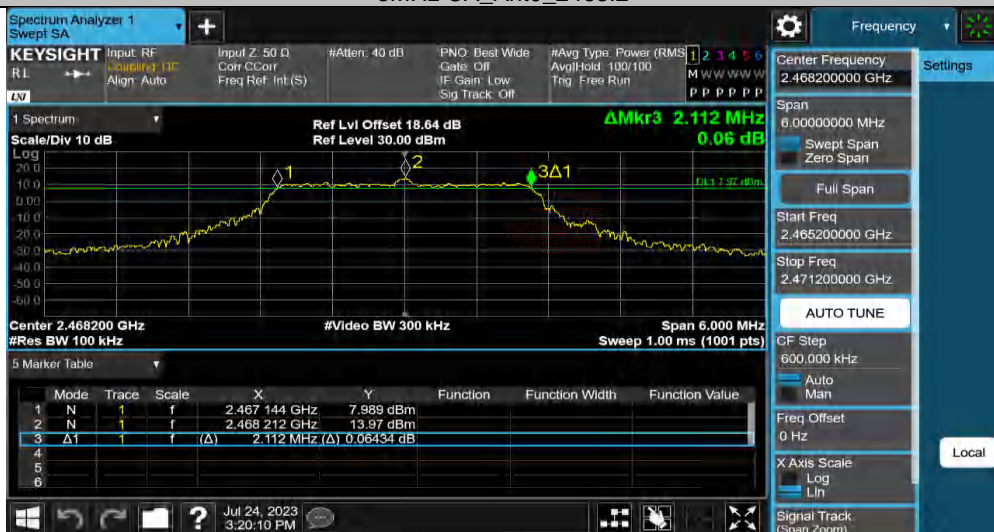 Spectrum Analyzer 1
Swept SA
+
Frequency
KEYSIGHT
RL
LXI
Input: RF
Coupling: DC
Align: Auto
Input Z: 50 Ω
Corr CCorr
Freq Ref: Int (S)
#Atten: 40 dB
PNO: Best Wide
Gate: Off
IF Gain: Low
Sig Track: Off
#Avg Type: Power (RMS
Avg|Hold: 100/100
Trig: Free Run
1 2 3 4 5 6
M W W W W W
P P P P P P
1 Spectrum
Scale/Div 10 dB
Ref Lvl Offset 18.64 dB
Ref Level 30.00 dBm
ΔMkr3 2.112 MHz
0.06 dB
Log
20.0
10.0
0.00
-10.0
-20.0
-30.0
-40.0
-50.0
-60.0
1
2
3Δ1
DL1 7.97 dBm
Center 2.468200 GHz
#Res BW 100 kHz
#Video BW 300 kHz
Span 6.000 MHz
Sweep 1.00 ms (1001 pts)
5 Marker Table
Mode Trace Scale X Y Function Function Width Function Value
1 N 1 f 2.467 144 GHz 7.989 dBm
2 N 1 f 2.468 212 GHz 13.97 dBm
3 Δ1 1 f (Δ) 2.112 MHz (Δ) 0.06434 dB
4
5
6
?
Jul 24, 2023
3:20:10 PM
Center Frequency
2.468200000 GHz
Settings
Span
6.00000000 MHz
Swept Span
Zero Span
Full Span
Start Freq
2.465200000 GHz
Stop Freq
2.471200000 GHz
AUTO TUNE
CF Step
600.000 kHz
Auto
Man
Freq Offset
0 Hz
X Axis Scale
Log
Lin
Local
Signal Track
(Span Zoom)